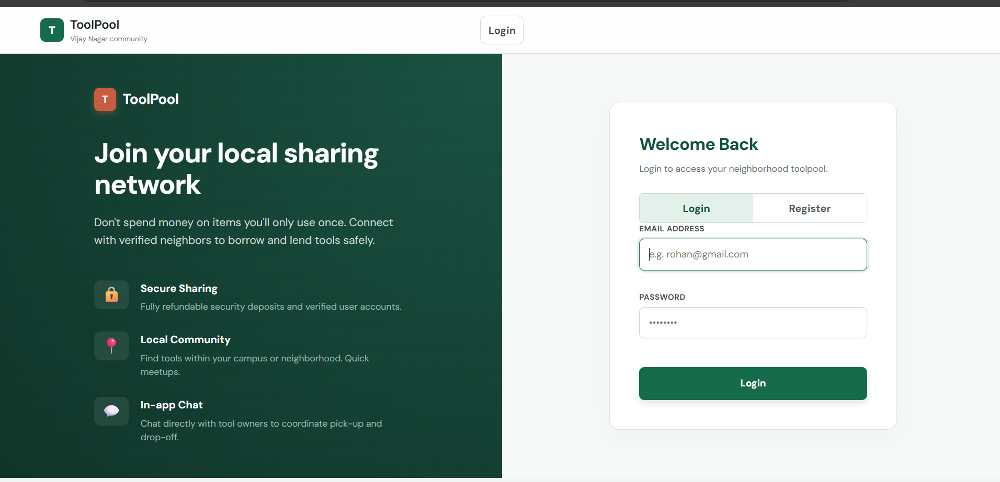 T
ToolPool
Vijay Nagar community
Login
T
ToolPool
Join your local sharing
network
Don't spend money on items you'll only use once. Connect
with verified neighbors to borrow and lend tools safely.
Secure Sharing
Fully refundable security deposits and verified user accounts.
Local Community
Find tools within your campus or neighborhood. Quick
meetups.
In-app Chat
Chat directly with tool owners to coordinate pick-up and
drop-off.
Welcome Back
Login to access your neighborhood toolpool.
Login
Register
EMAIL ADDRESS
e.g. rohan@gmail.com
PASSWORD
••••••••
Login